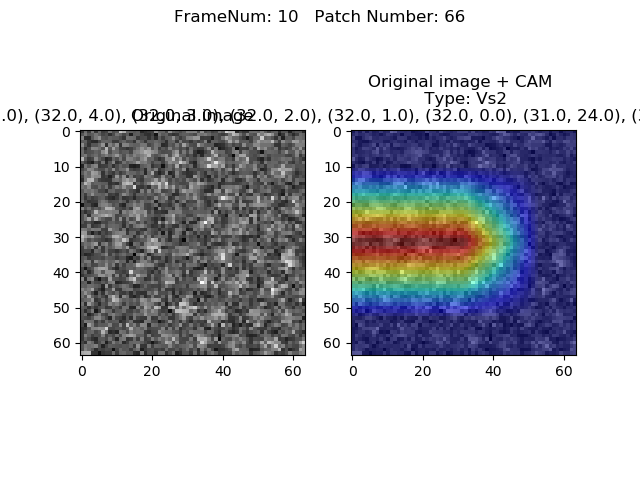 FrameNum: 10   Patch Number: 66
Original image + CAM
Type: Vs2
.0), (32.0, 4.0), (32.0, 3.0), (32.0, 2.0), (32.0, 1.0), (32.0, 0.0), (31.0, 24.0), (3
Original image
0
10
20
30
40
50
60
0 20 40 60
0
10
20
30
40
50
60
0 20 40 60